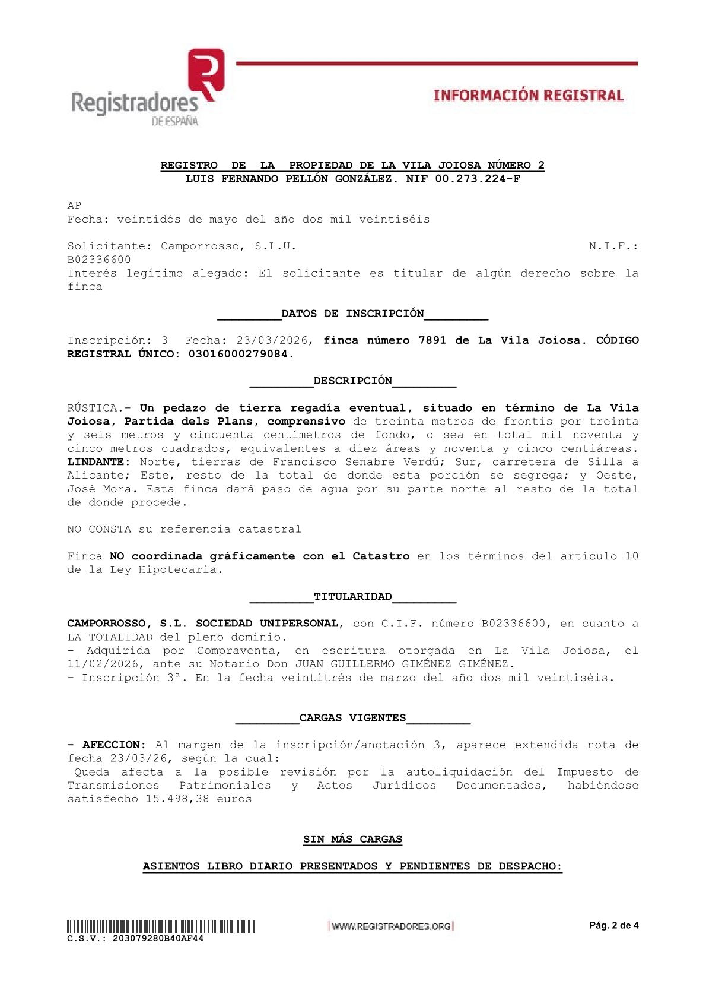 Registradores
DE ESPAÑA
INFORMACIÓN REGISTRAL
REGISTRO DE LA PROPIEDAD DE LA VILA JOIOSA NÚMERO 2
LUIS FERNANDO PELLÓN GONZÁLEZ. NIF 00.273.224-F
AP
Fecha: veintidós de mayo del año dos mil veintiséis
Solicitante: Camporrosso, S.L.U. N.I.F.:
B02336600
Interés legítimo alegado: El solicitante es titular de algún derecho sobre la
finca
_________DATOS DE INSCRIPCIÓN_________
Inscripción: 3 Fecha: 23/03/2026, finca número 7891 de La Vila Joiosa. CÓDIGO
REGISTRAL ÚNICO: 03016000279084.
_________DESCRIPCIÓN_________
RÚSTICA.- Un pedazo de tierra regadía eventual, situado en término de La Vila
Joiosa, Partida dels Plans, comprensivo de treinta metros de frontis por treinta
y seis metros y cincuenta centímetros de fondo, o sea en total mil noventa y
cinco metros cuadrados, equivalentes a diez áreas y noventa y cinco centiáreas.
LINDANTE: Norte, tierras de Francisco Senabre Verdú; Sur, carretera de Silla a
Alicante; Este, resto de la total de donde esta porción se segrega; y Oeste,
José Mora. Esta finca dará paso de agua por su parte norte al resto de la total
de donde procede.
NO CONSTA su referencia catastral
Finca NO coordinada gráficamente con el Catastro en los términos del artículo 10
de la Ley Hipotecaria.
_________TITULARIDAD_________
CAMPORROSSO, S.L. SOCIEDAD UNIPERSONAL, con C.I.F. número B02336600, en cuanto a
LA TOTALIDAD del pleno dominio.
- Adquirida por Compraventa, en escritura otorgada en La Vila Joiosa, el
11/02/2026, ante su Notario Don JUAN GUILLERMO GIMÉNEZ GIMÉNEZ.
- Inscripción 3ª. En la fecha veintitrés de marzo del año dos mil veintiséis.
_________CARGAS VIGENTES_________
- AFECCION: Al margen de la inscripción/anotación 3, aparece extendida nota de
fecha 23/03/26, según la cual:
Queda afecta a la posible revisión por la autoliquidación del Impuesto de
Transmisiones Patrimoniales y Actos Jurídicos Documentados, habiéndose
satisfecho 15.498,38 euros
SIN MÁS CARGAS
ASIENTOS LIBRO DIARIO PRESENTADOS Y PENDIENTES DE DESPACHO:
C.S.V.: 203079280B40AF44
WWW.REGISTRADORES.ORG
Pág. 2 de 4